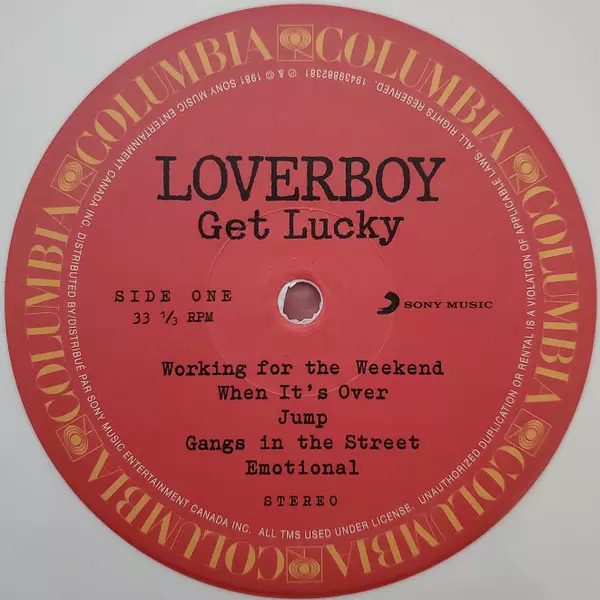 COLUMBIA COLUMBIA COLUMBIA COLUMBIA COLUMBIA COLUMBIA COLUMBIA
℗ & © 1981 SONY MUSIC ENTERTAINMENT CANADA INC. DISTRIBUTED BY/DISTRIBUÉ PAR SONY MUSIC ENTERTAINMENT CANADA INC. ALL TMS USED UNDER LICENSE. UNAUTHORIZED DUPLICATION OR RENTAL IS A VIOLATION OF APPLICABLE LAWS. ALL RIGHTS RESERVED. 19439882381
LOVERBOY
Get Lucky
SIDE ONE
33 1/3 RPM
SONY MUSIC
Working for the Weekend
When It's Over
Jump
Gangs in the Street
Emotional
STEREO